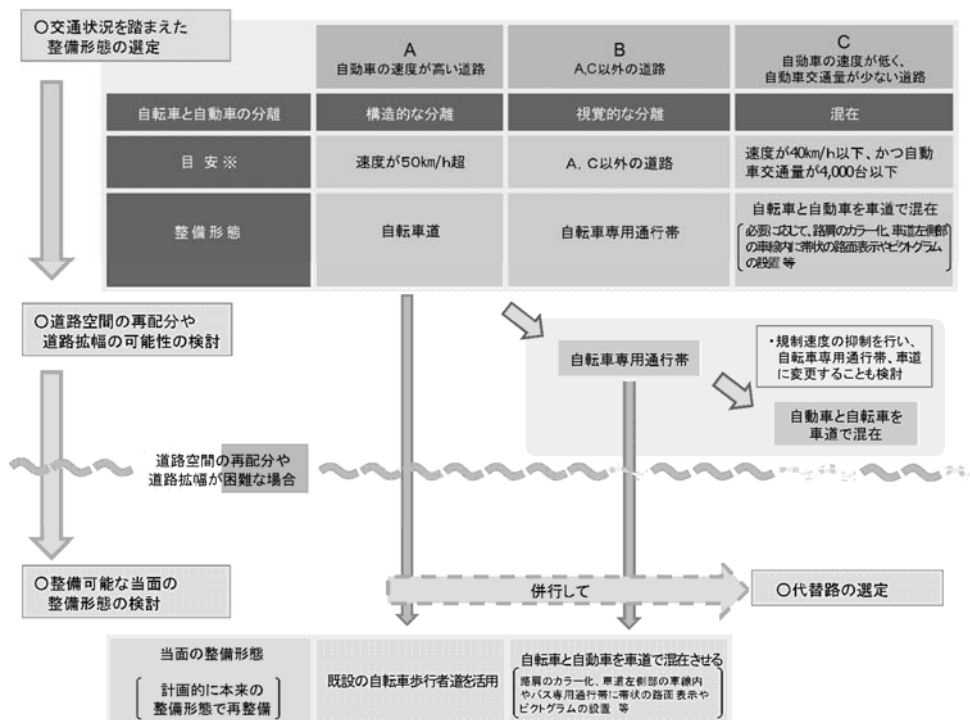 〇交通状況を踏まえた
整備形態の選定
A
自動車の速度が高い道路
B
A,C以外の道路
C
自動車の速度が低く、
自動車交通量が少ない道路
自転車と自動車の分離
構造的な分離
視覚的な分離
混在
目 安※
速度が50km/h超
A, C以外の道路
速度が40km/h以下、かつ自動
車交通量が4,000台以下
整備形態
自転車道
自転車専用通行帯
自転車と自動車を車道で混在
必要に応じて、路肩のカラー化、車道左側部
の車線内に帯状の路面表示やピクトグラム
の設置 等
〇道路空間の再配分や
道路拡幅の可能性の検討
自転車専用通行帯
・規制速度の抑制を行い、
自転車専用通行帯、車道
に変更することも検討
自動車と自転車を
車道で混在
道路空間の再配分や
道路拡幅が困難な場合
〇整備可能な当面の
整備形態の検討
併行して
〇代替路の選定
当面の整備形態
計画的に本来の
整備形態で再整備
既設の自転車歩行者道を活用
自転車と自動車を車道で混在させる
路肩のカラー化、車道左側部の車線内
やバス専用通行帯に帯状の路面表示や
ピクトグラムの設置 等